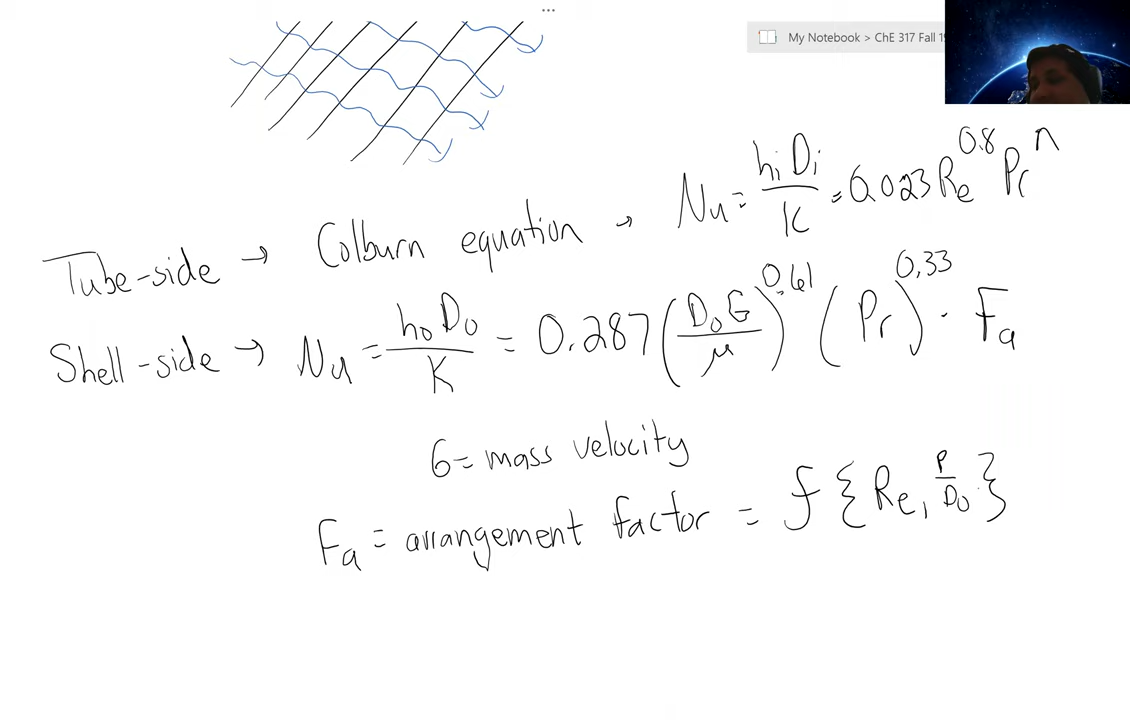 ...
My Notebook > ChE 317 Fall 19
Tube-side → Colburn equation → Nu = hᵢDᵢ/K = 0.023 Re^0.8 Pr^n
Shell-side → Nu = h₀D₀/K = 0.287 (D₀G/μ)^0.61 (Pr)^0.33 · Fₐ
G = mass velocity
Fₐ = arrangement factor = f{Re, P/D₀}